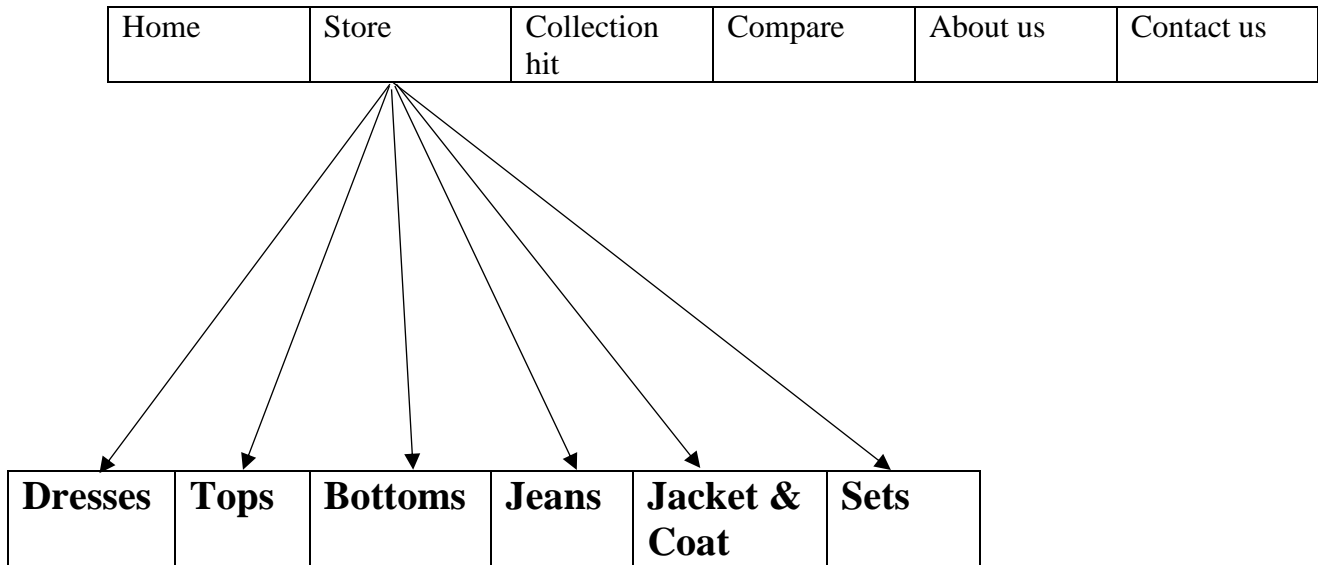 Home Store Collection Compare About us Contact us
hit
Dresses Tops Bottoms Jeans Jacket & Sets
Coat